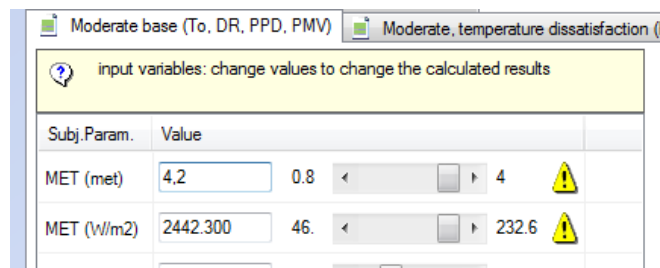 Moderate base (To, DR, PPD, PMV) Moderate, temperature dissatisfaction (
input variables: change values to change the calculated results
Subj.Param. Value
MET (met) 4,2 0.8 4
MET (W/m2) 2442.300 46. 232.6